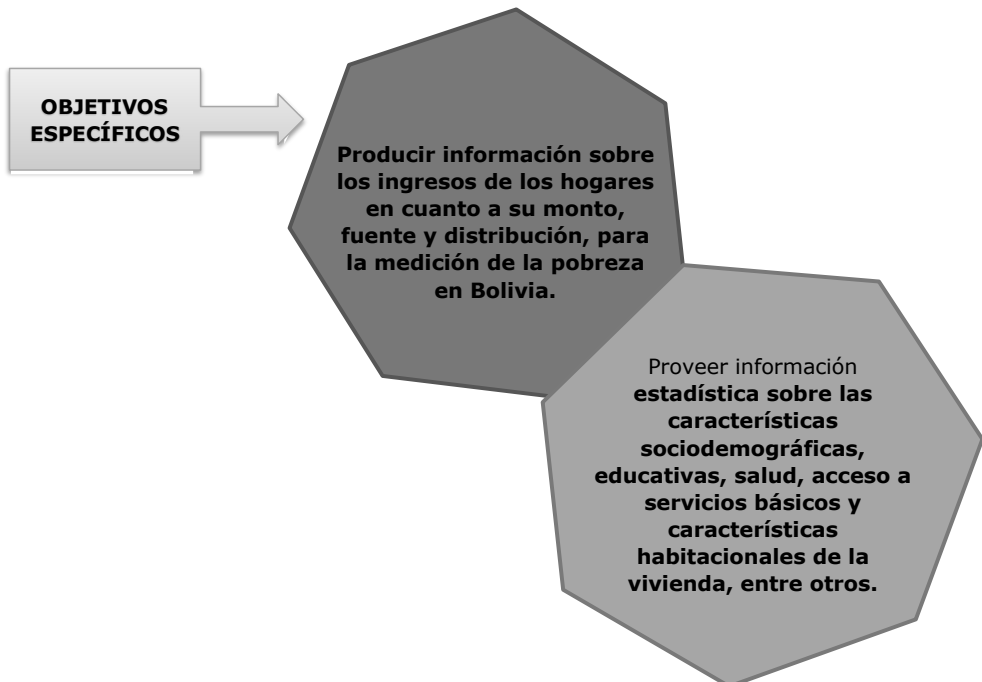 OBJETIVOS
ESPECÍFICOS
Producir información sobre
los ingresos de los hogares
en cuanto a su monto,
fuente y distribución, para
la medición de la pobreza
en Bolivia.
Proveer información
estadística sobre las
características
sociodemográficas,
educativas, salud, acceso a
servicios básicos y
características
habitacionales de la
vivienda, entre otros.